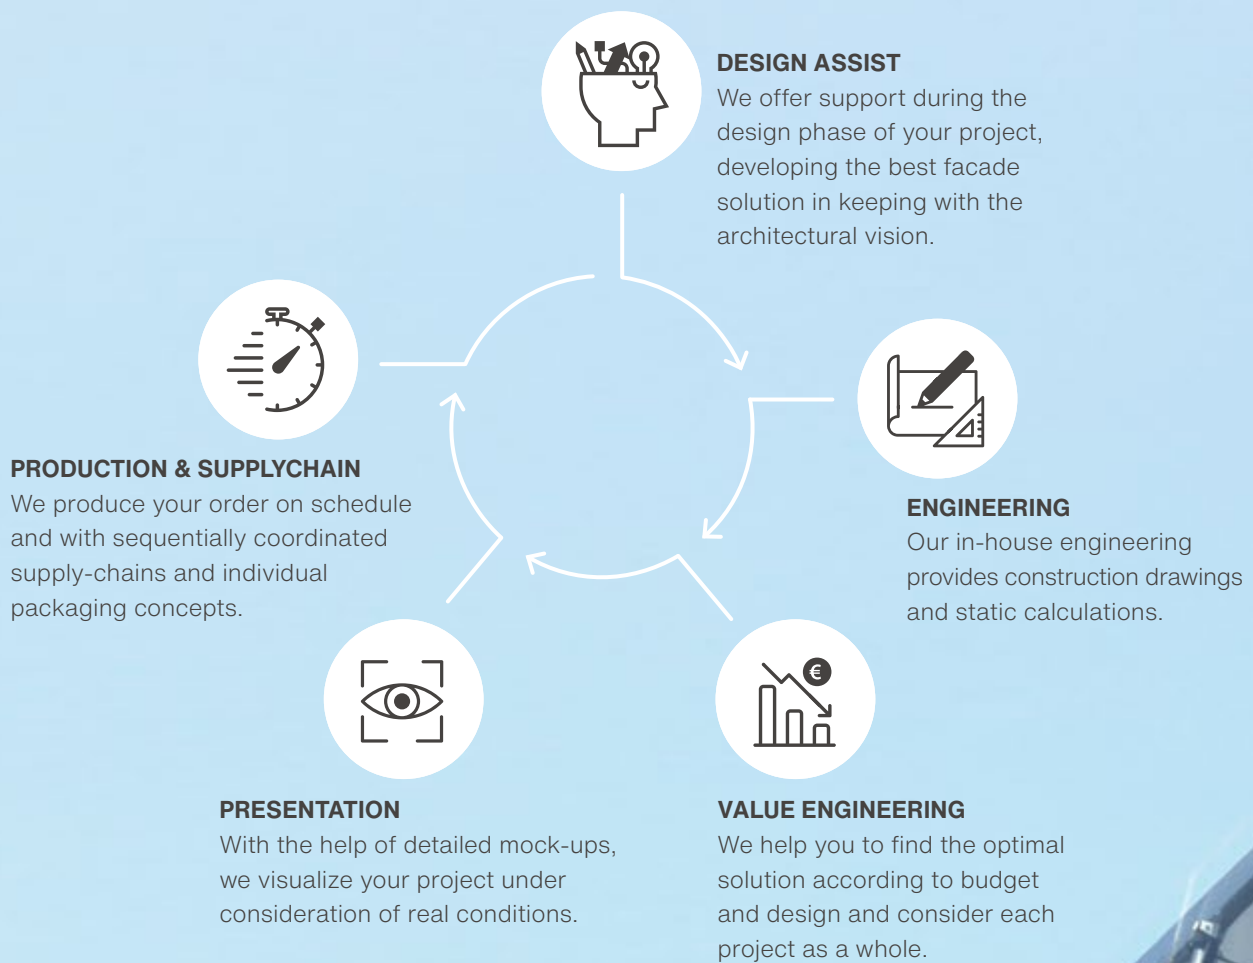 DESIGN ASSIST
We offer support during the
design phase of your project,
developing the best facade
solution in keeping with the
architectural vision.
ENGINEERING
Our in-house engineering
provides construction drawings
and static calculations.
€
VALUE ENGINEERING
We help you to find the optimal
solution according to budget
and design and consider each
project as a whole.
PRESENTATION
With the help of detailed mock-ups,
we visualize your project under
consideration of real conditions.
PRODUCTION & SUPPLYCHAIN
We produce your order on schedule
and with sequentially coordinated
supply-chains and individual
packaging concepts.